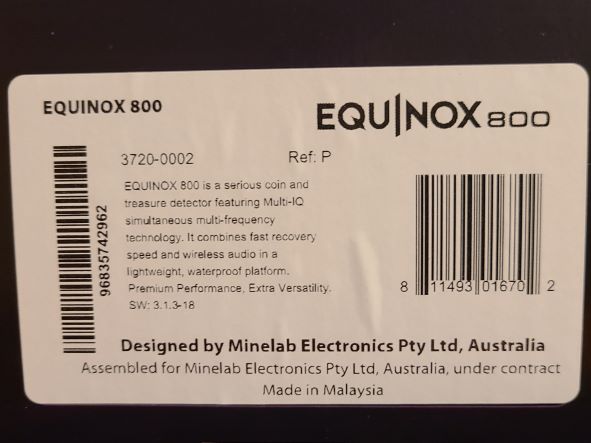 EQUINOX 800
EQUINOX 800
3720-0002
Ref: P
EQUINOX 800 is a serious coin and
treasure detector featuring Multi-IQ
simultaneous multi-frequency
technology. It combines fast recovery
speed and wireless audio in a
lightweight, waterproof platform.
Premium Performance, Extra Versatility.
SW: 3.1.3-18
96835742962
8 11493 01670 2
Designed by Minelab Electronics Pty Ltd, Australia
Assembled for Minelab Electronics Pty Ltd, Australia, under contract
Made in Malaysia